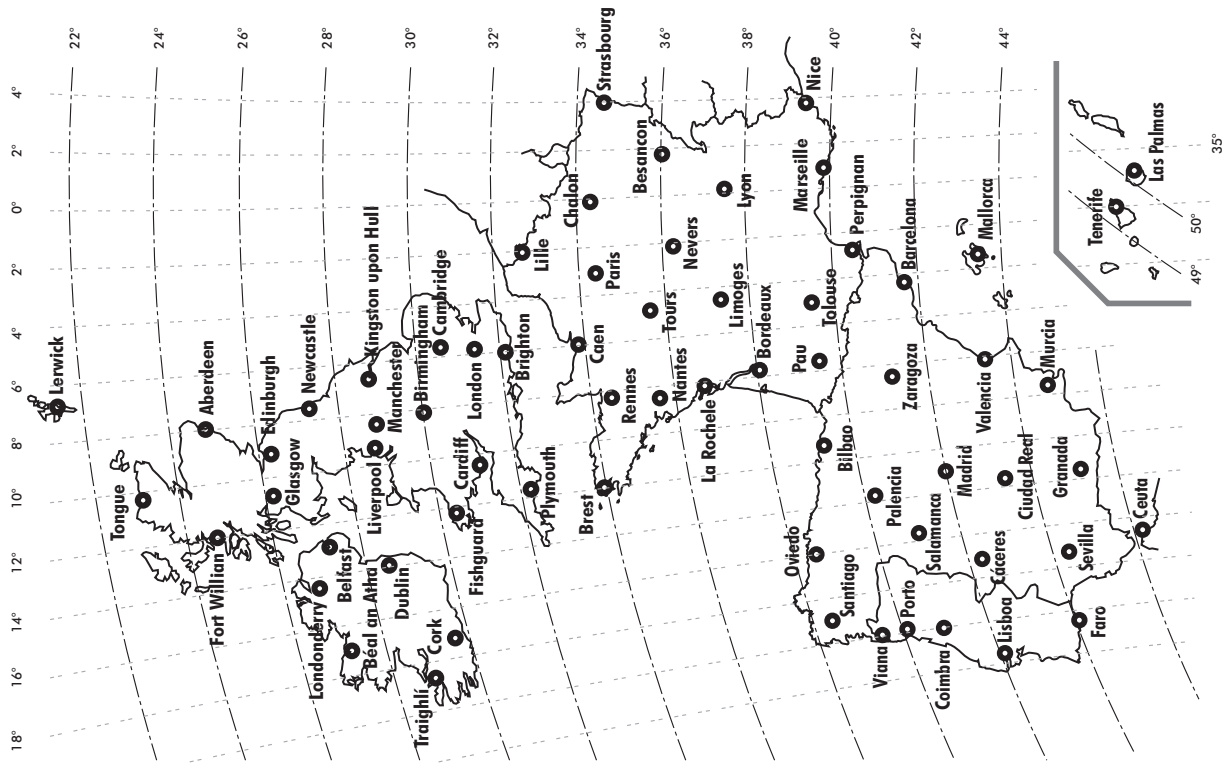 22°
24°
26°
28°
30°
32°
34°
36°
38°
40°
42°
44°
4°
2°
0°
2°
4°
6°
8°
10°
12°
14°
16°
18°
Lerwick
Tongue
Aberdeen
Fort Willian
Edinburgh
Glasgow
Newcastle
Londonderry
Belfast
Béal an Atha
Dublin
Traighlí
Cork
Kingston upon Hull
Manchester
Liverpool
Birmingham
Cambridge
Fishguard
Cardiff
London
Brighton
Plymouth
Lille
Strasbourg
Caen
Paris
Chalon
Brest
Rennes
Besancon
Nantes
Tours
Nevers
La Rochele
Limoges
Lyon
Bordeaux
Nice
Marseille
Pau
Tolouse
Perpignan
Bilbao
Oviedo
Santiago
Palencia
Zaragoza
Barcelona
Viana
Porto
Salamanca
Madrid
Coimbra
Cáceres
Ciudad Real
Valencia
Mallorca
Lisboa
Murcia
Sevilla
Granada
Faro
Ceuta
Tenerife
Las Palmas
49°
50°
35°